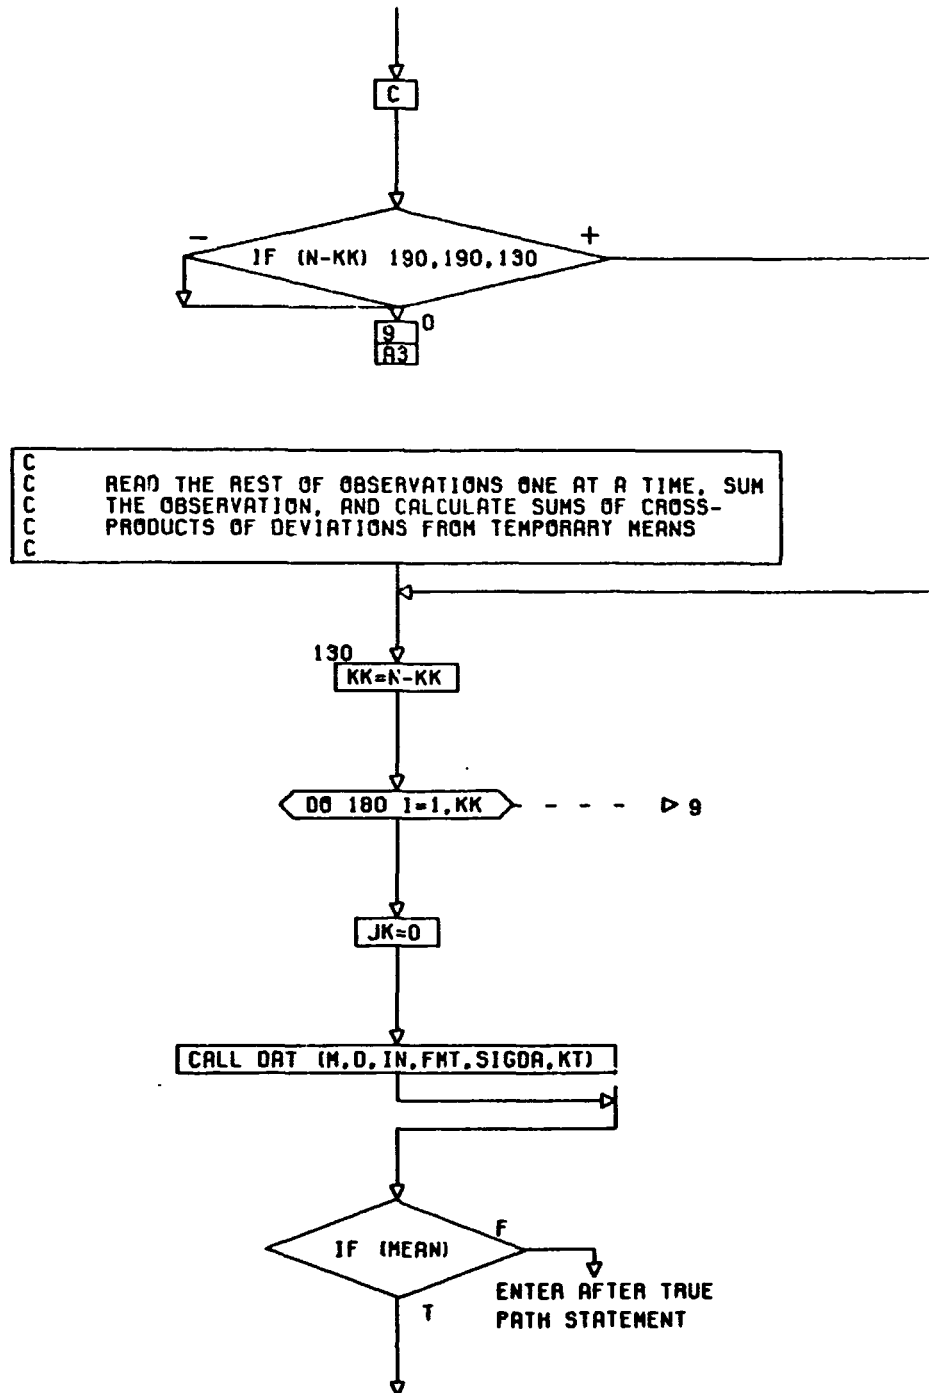 C
- +
IF (N-KK) 190,190,130
0
9
A3
C
C READ THE REST OF OBSERVATIONS ONE AT A TIME, SUM
C THE OBSERVATION, AND CALCULATE SUMS OF CROSS-
C PRODUCTS OF DEVIATIONS FROM TEMPORARY MEANS
C
130
KK=N-KK
DO 180 I=1,KK - - - - 9
JK=0
CALL DAT (M,D,IN,FMT,SIGDA,KT)
F
IF (MEAN)
ENTER AFTER TRUE
T PATH STATEMENT